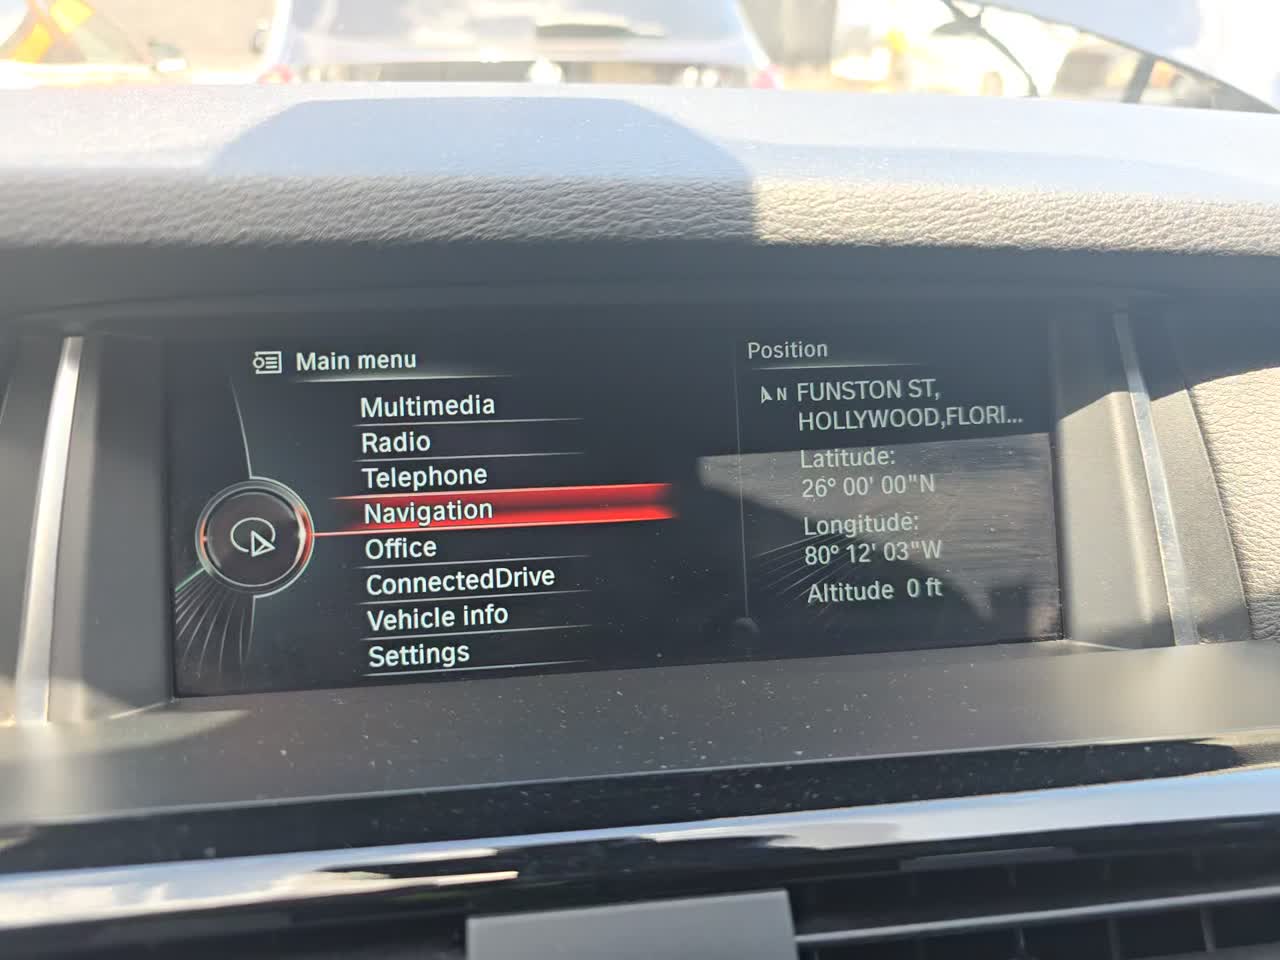 Main menu
Multimedia
Radio
Telephone
Navigation
Office
ConnectedDrive
Vehicle info
Settings
Position
N FUNSTON ST,
HOLLYWOOD,FLORI...
Latitude:
26° 00' 00"N
Longitude:
80° 12' 03"W
Altitude 0 ft